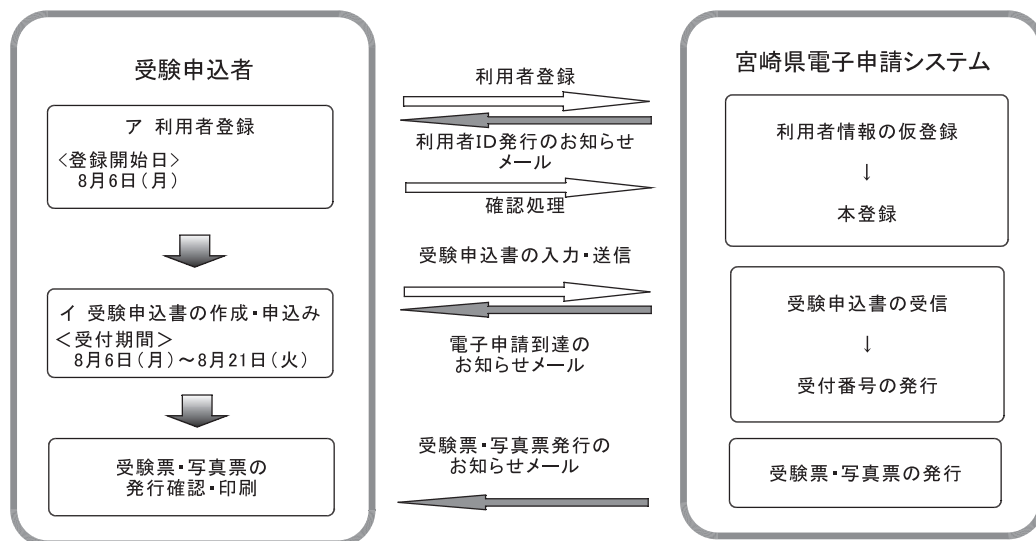 受験申込者
ア 利用者登録
<登録開始日>
8月6日(月)
イ 受験申込書の作成・申込み
<受付期間>
8月6日(月)～8月21日(火)
受験票・写真票の
発行確認・印刷
利用者登録
利用者ID発行のお知らせ
メール
確認処理
受験申込書の入力・送信
電子申請到達の
お知らせメール
受験票・写真票発行の
お知らせメール
宮崎県電子申請システム
利用者情報の仮登録
↓
本登録
受験申込書の受信
↓
受付番号の発行
受験票・写真票の発行